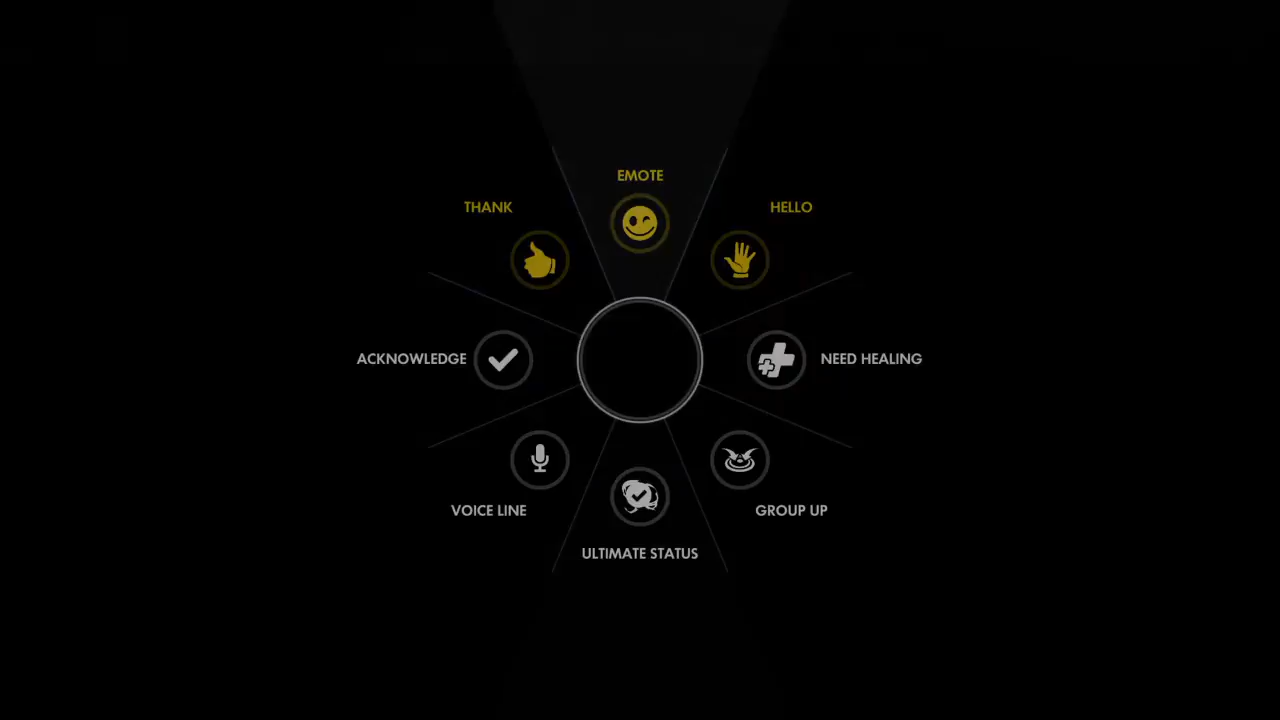 EMOTE
THANK
HELLO
ACKNOWLEDGE
NEED HEALING
VOICE LINE
GROUP UP
ULTIMATE STATUS